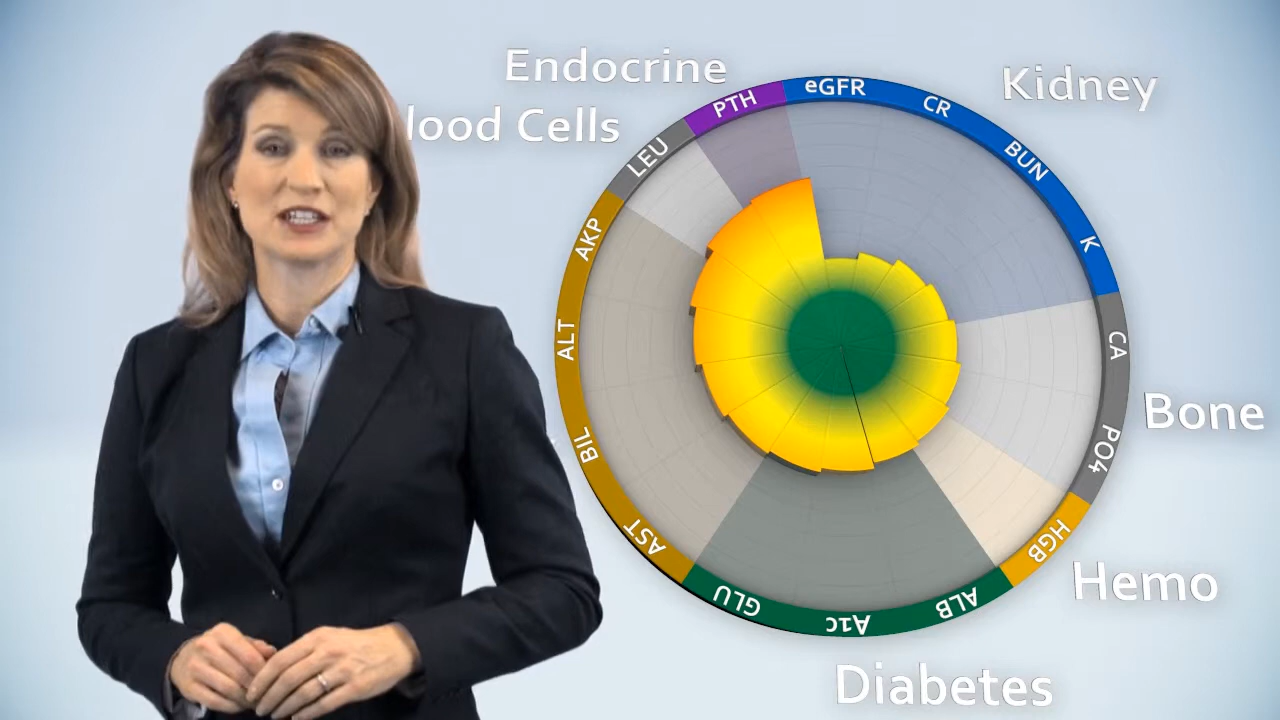 Endocrine
Kidney
lood Cells
PTH
eGFR
CR
BUN
K
CA
PO4
HGB
ALB
A1c
GLU
AST
BIL
ALT
AKP
LEU
Bone
Hemo
Diabetes